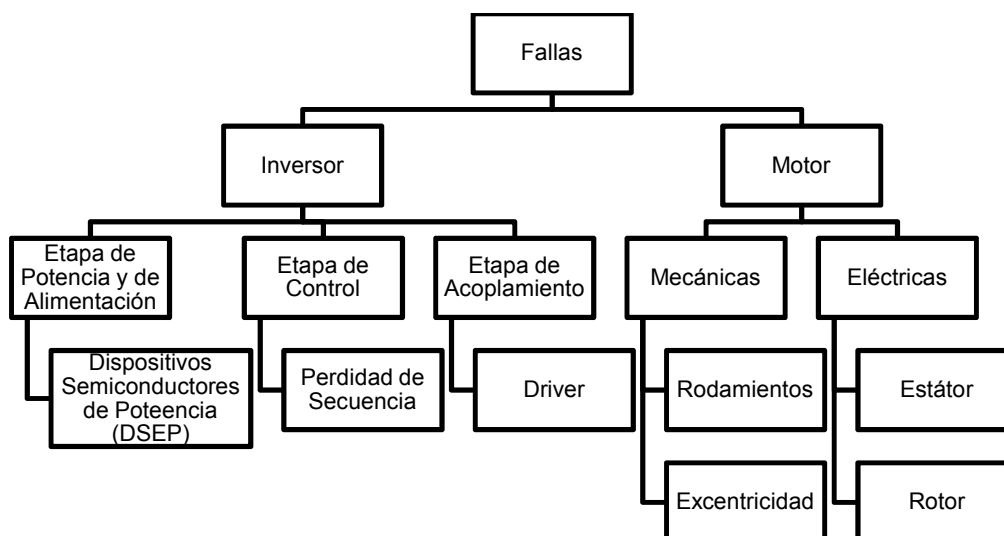 Fallas
Inversor
Motor
Etapa de
Potencia y de
Alimentación
Etapa de
Control
Etapa de
Acoplamiento
Mecánicas
Eléctricas
Dispositivos
Semiconductores
de Poteencia
(DSEP)
Perdidad de
Secuencia
Driver
Rodamientos
Estátor
Excentricidad
Rotor